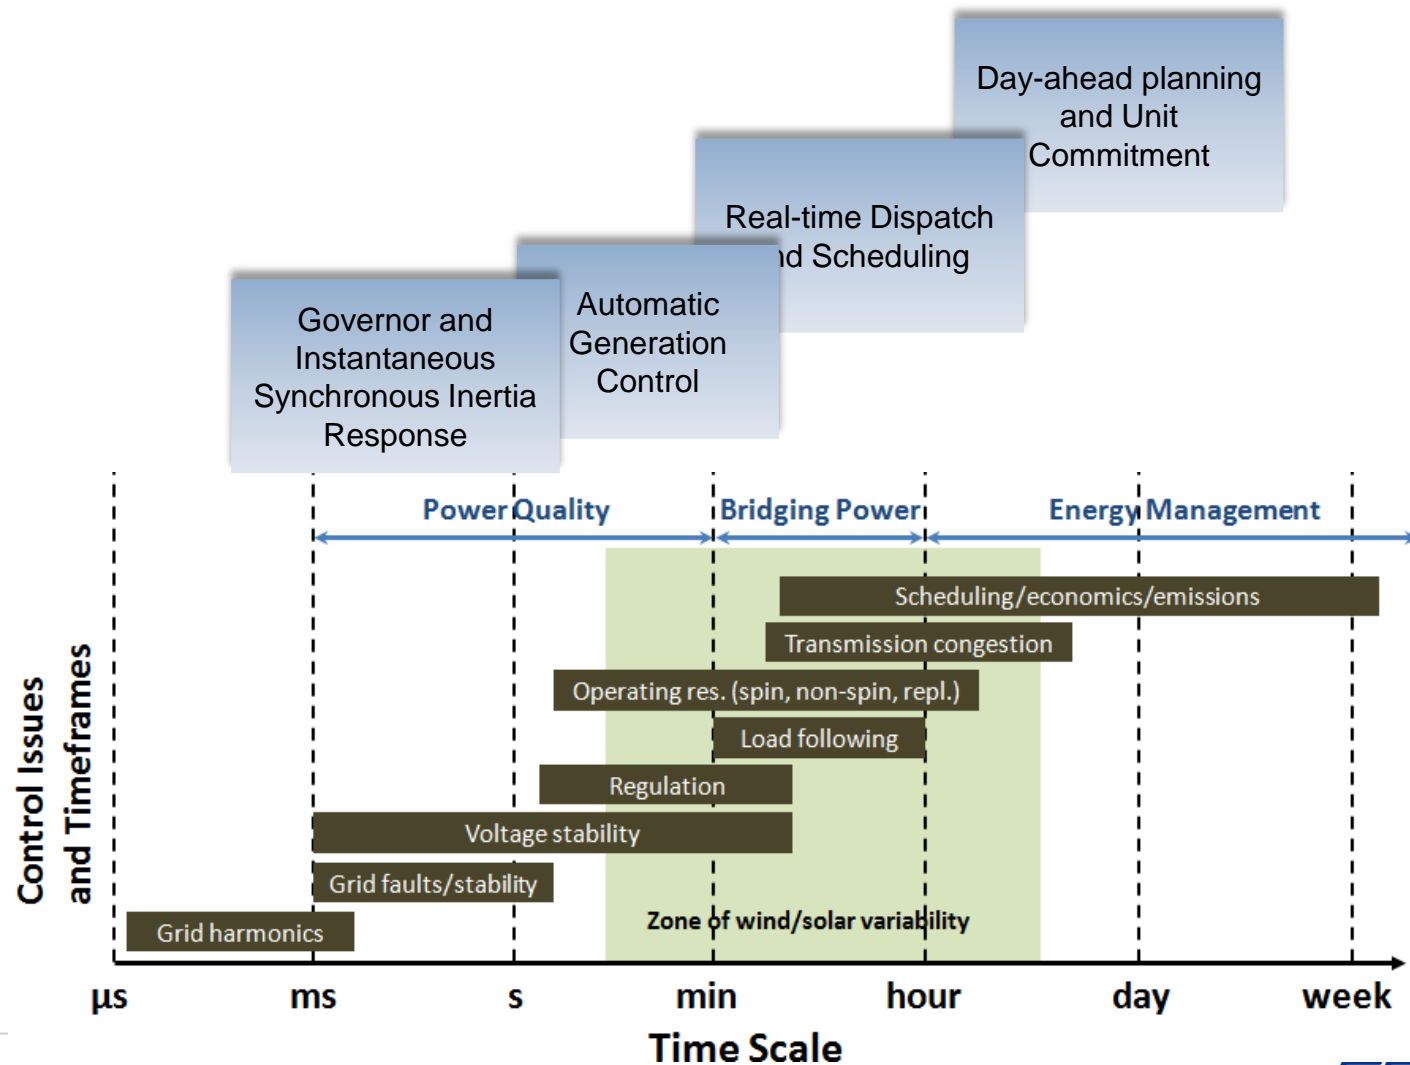 Day-ahead planning
and Unit
Commitment
Real-time Dispatch
nd Scheduling
Automatic
Generation
Control
Governor and
Instantaneous
Synchronous Inertia
Response
Power Quality
Bridging Power
Energy Management
Scheduling/economics/emissions
Transmission congestion
Operating res. (spin, non-spin, repl.)
Load following
Regulation
Voltage stability
Grid faults/stability
Grid harmonics
Zone of wind/solar variability
Control Issues
and Timeframes
μs ms s min hour day week
Time Scale